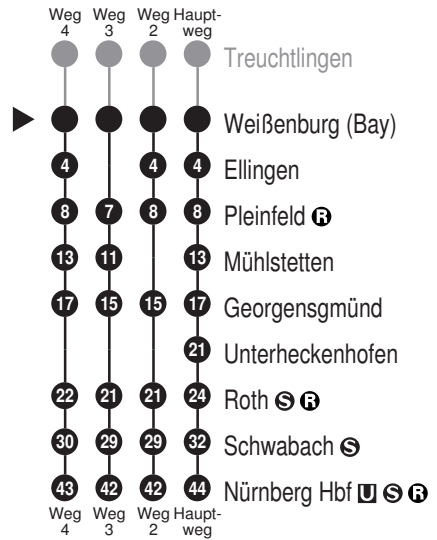 Weg Weg Weg Haupt-
4 3 2 weg
Treuchtlingen
Weißenburg (Bay)
4 4 4 Ellingen
8 7 8 8 Pleinfeld R
13 11 13 Mühlstetten
17 15 15 17 Georgensgmünd
21 Unterheckenhofen
22 21 21 24 Roth S R
30 29 29 32 Schwabach S
43 42 42 44 Nürnberg Hbf U S R
Weg Weg Weg Haupt-
4 3 2 weg